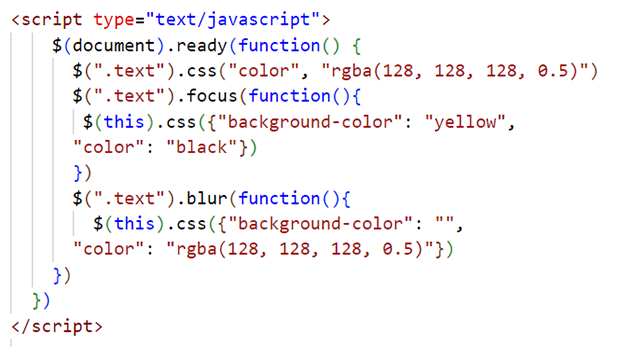 <script type="text/javascript">
$(document).ready(function() {
$(".text").css("color", "rgba(128, 128, 128, 0.5)")
$(".text").focus(function(){
$(this).css({"background-color": "yellow",
"color": "black"})
})
$(".text").blur(function(){
$(this).css({"background-color": "",
"color": "rgba(128, 128, 128, 0.5)"})
})
})
</script>